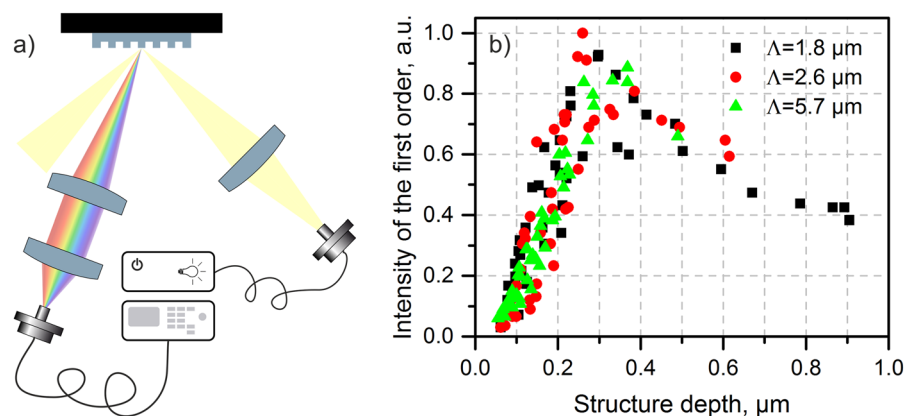 a)
b)
Intensity of the first order, a.u.
1.0
0.8
0.6
0.4
0.2
0.0
0.0 0.2 0.4 0.6 0.8 1.0
Structure depth, μm
Λ=1.8 μm
Λ=2.6 μm
Λ=5.7 μm